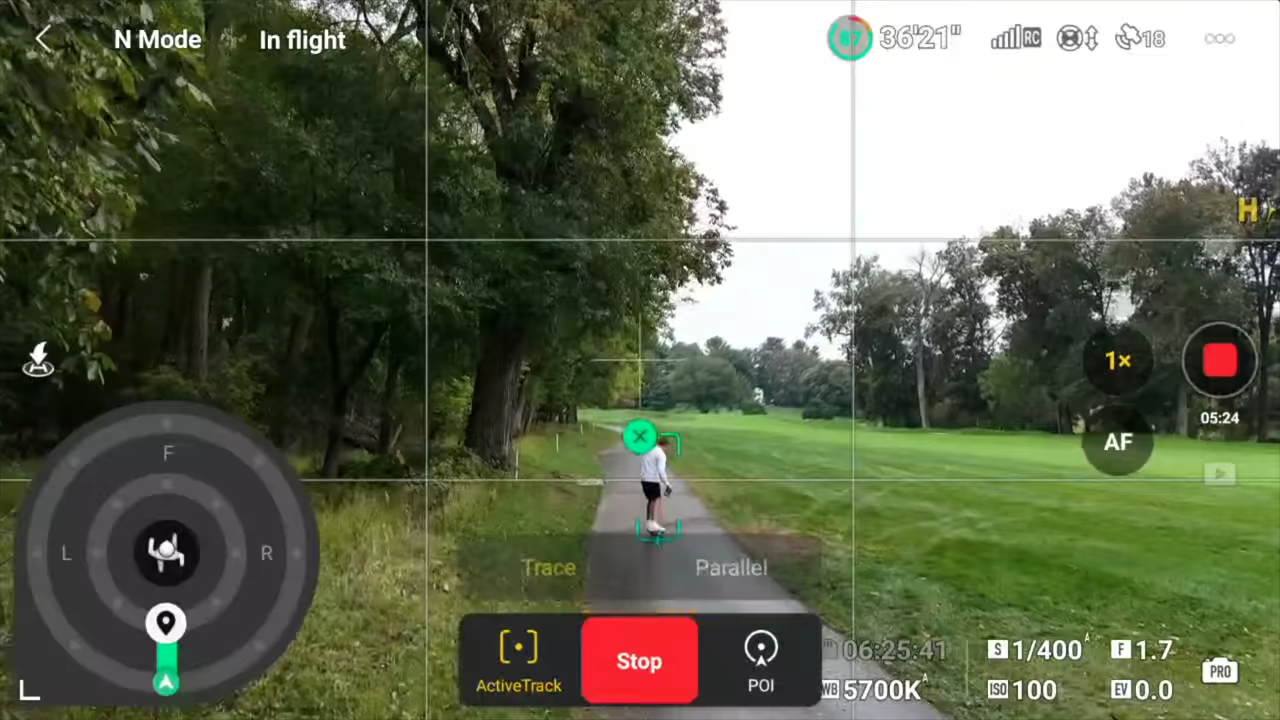 N Mode
In flight
87
36'21"
RC
18
H
1×
05:24
AF
F
L
R
Trace
Parallel
ActiveTrack
Stop
POI
06:25:41
S 1/400 A
F 1.7
WB 5700K A
ISO 100
EV 0.0
PRO